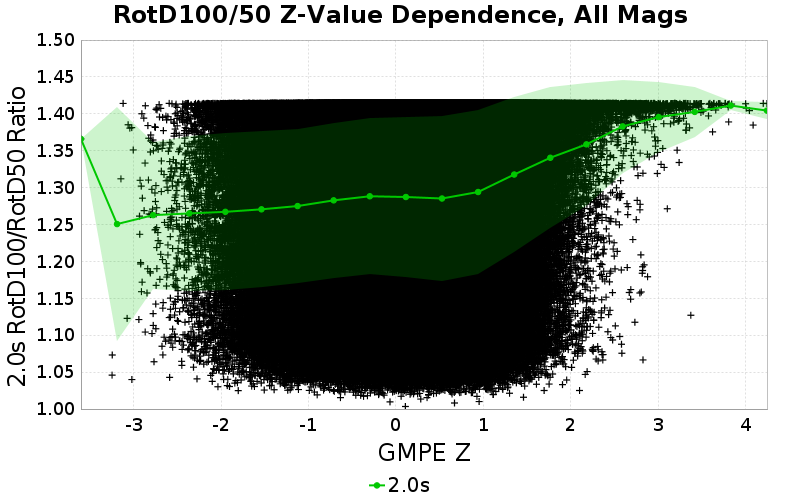 RotD100/50 Z-Value Dependence, All Mags
2.0s RotD100/RotD50 Ratio
1.50
1.45
1.40
1.35
1.30
1.25
1.20
1.15
1.10
1.05
1.00
-3 -2 -1 0 1 2 3 4
GMPE Z
2.0s